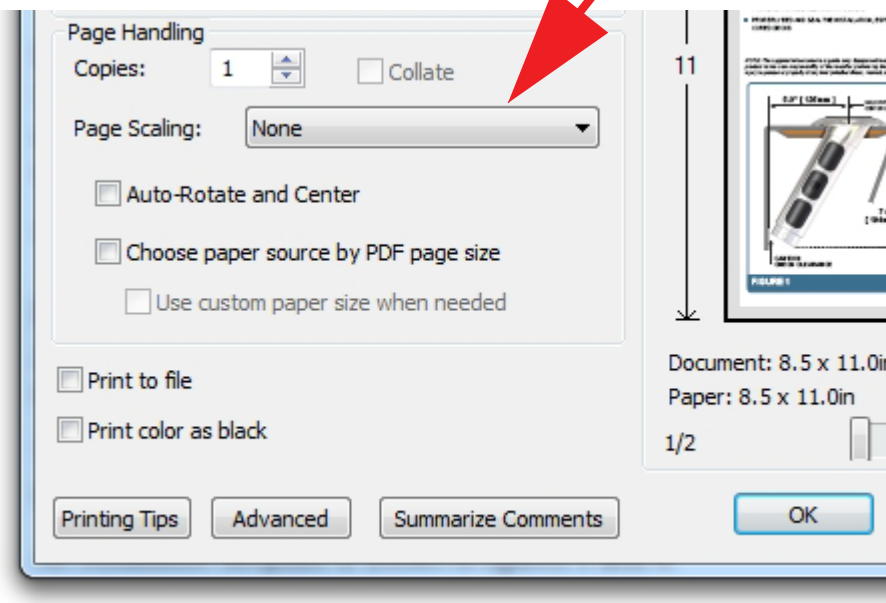 Page Handling
Copies: 1 Collate
Page Scaling: None
Auto-Rotate and Center
Choose paper source by PDF page size
Use custom paper size when needed
Print to file
Print color as black
Printing Tips Advanced Summarize Comments
11
FIGURE 1
Document: 8.5 x 11.0in
Paper: 8.5 x 11.0in
1/2
OK